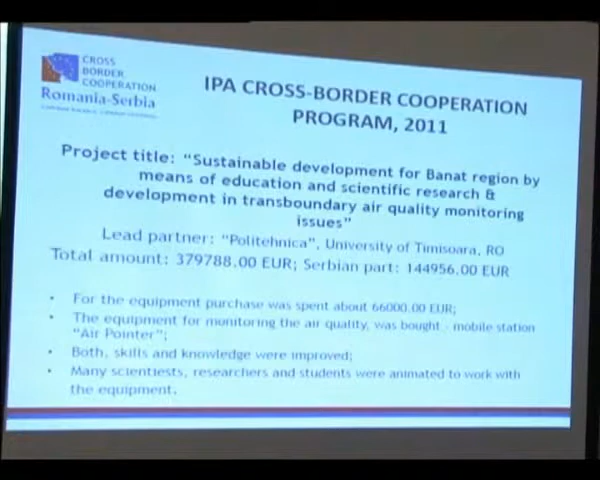 CROSS
BORDER
COOPERATION
Romania-Serbia
IPA CROSS-BORDER COOPERATION
PROGRAM, 2011
Project title: “Sustainable development for Banat region by
means of education and scientific research &
development in transboundary air quality monitoring
issues”
Lead partner: “Politehnica”, University of Timisoara, RO
Total amount: 379788.00 EUR; Serbian part: 144956.00 EUR
• For the equipment purchase was spent about 66000.00 EUR;
• The equipment for monitoring the air quality, was bought - mobile station
“Air Pointer”;
• Both, skills and knowledge were improved;
• Many scientiests, researchers and students were animated to work with
the equipment.